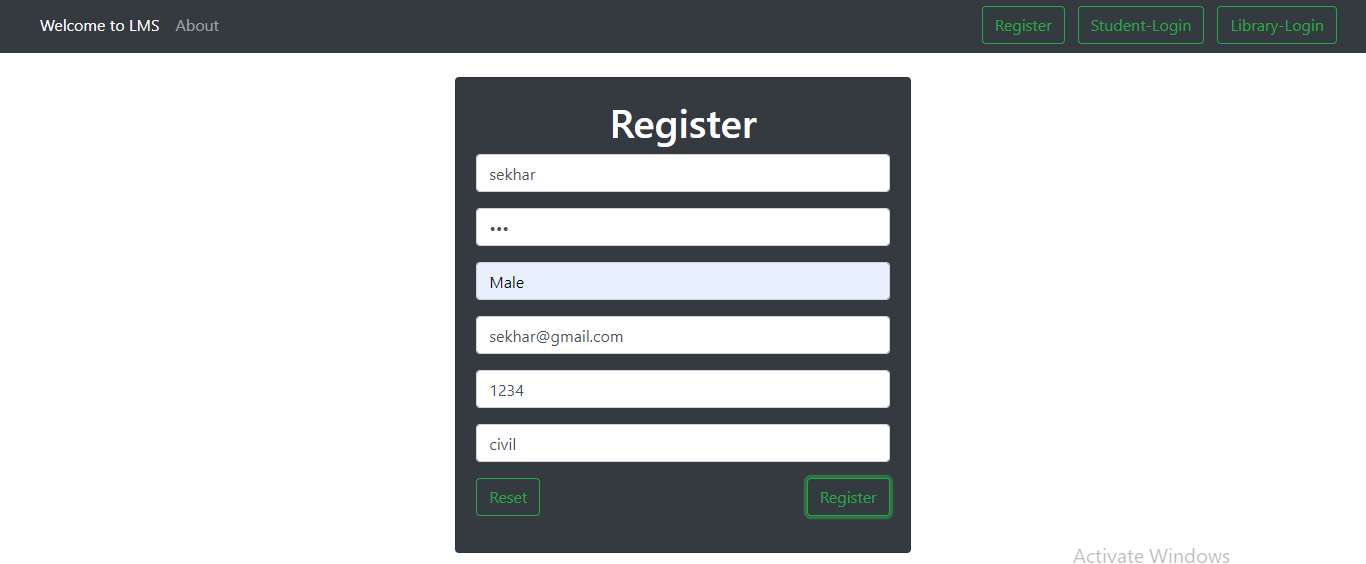 Welcome to LMS About Register Student-Login Library-Login
Register
sekhar
•••
Male
sekhar@gmail.com
1234
civil
Reset Register
Activate Windows